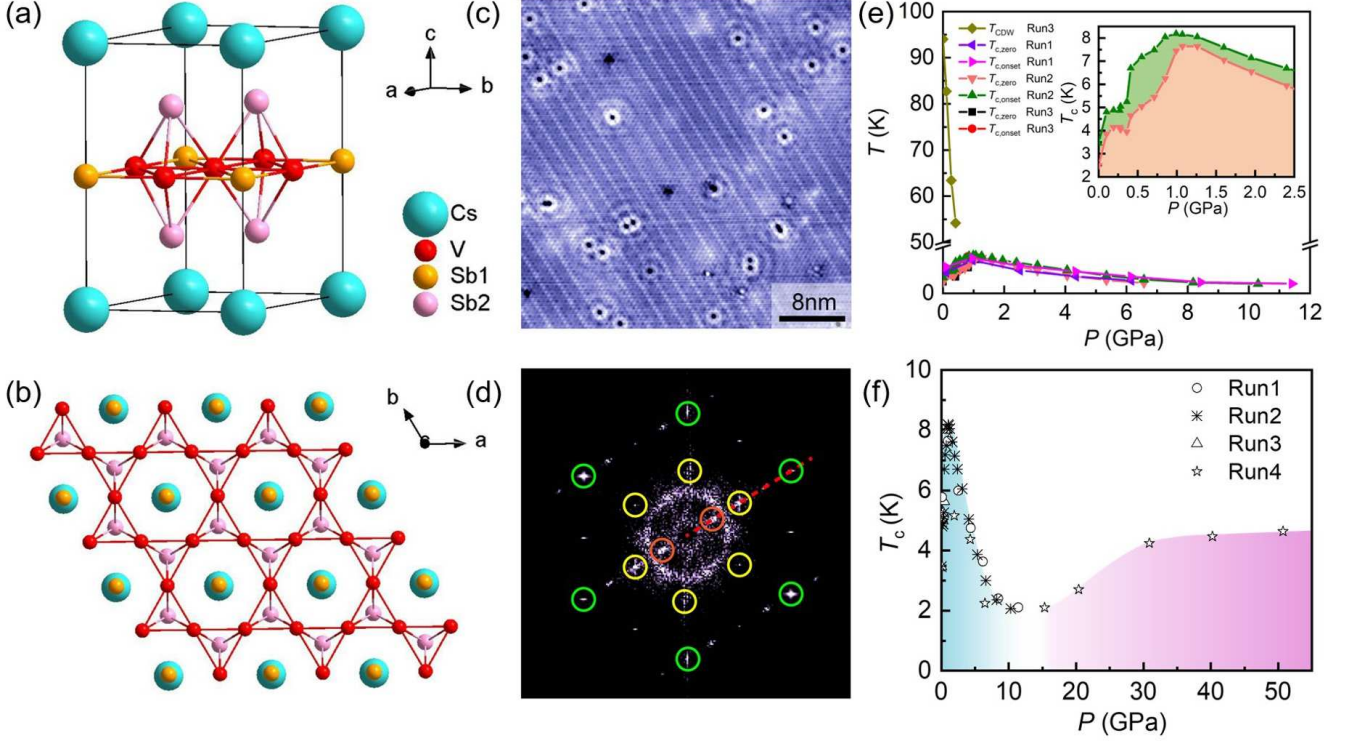 (a)
c
a
b
Cs
V
Sb1
Sb2
(b)
b
c
a
(c)
8nm
(d)
(e)
T (K)
100
95
90
85
80
75
70
65
60
50
0
T_CDW Run3
T_c,zero Run1
T_c,onset Run1
T_c,zero Run2
T_c,onset Run2
T_c,zero Run3
T_c,onset Run3
T_c (K)
8
7
6
5
4
3
2
0.0 0.5 1.0 1.5 2.0 2.5
P (GPa)
0 2 4 6 8 10 12
P (GPa)
(f)
T_c (K)
10
8
6
4
2
0
Run1
Run2
Run3
Run4
0 10 20 30 40 50
P (GPa)